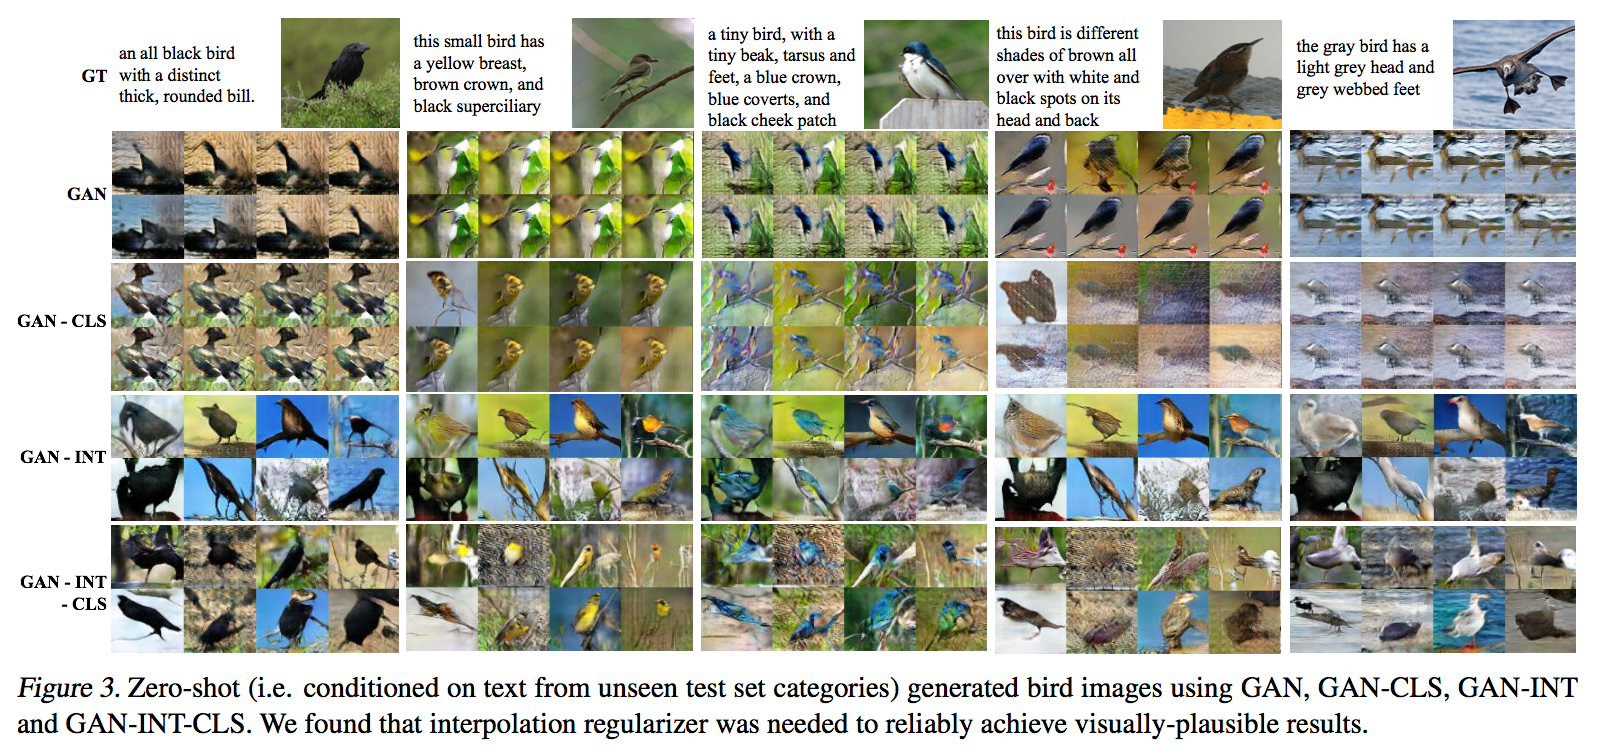 GT
an all black bird
with a distinct
thick, rounded bill.
this small bird has
a yellow breast,
brown crown, and
black superciliary
a tiny bird, with a
tiny beak, tarsus and
feet, a blue crown,
blue coverts, and
black cheek patch
this bird is different
shades of brown all
over with white and
black spots on its
head and back
the gray bird has a
light grey head and
grey webbed feet
GAN
GAN - CLS
GAN - INT
GAN - INT
- CLS
Figure 3. Zero-shot (i.e. conditioned on text from unseen test set categories) generated bird images using GAN, GAN-CLS, GAN-INT
and GAN-INT-CLS. We found that interpolation regularizer was needed to reliably achieve visually-plausible results.